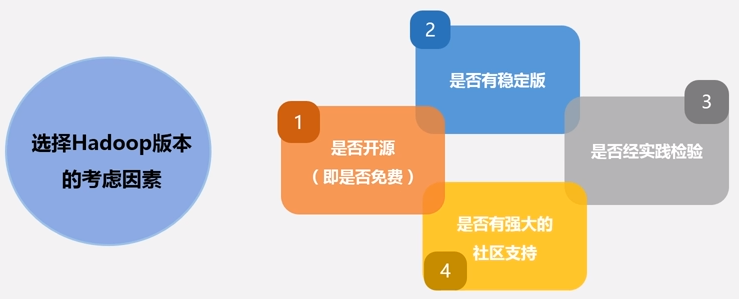 选择Hadoop版本
的考虑因素
1
是否开源
（即是否免费）
2
是否有稳定版
3
是否经实践检验
是否有强大的
社区支持
4